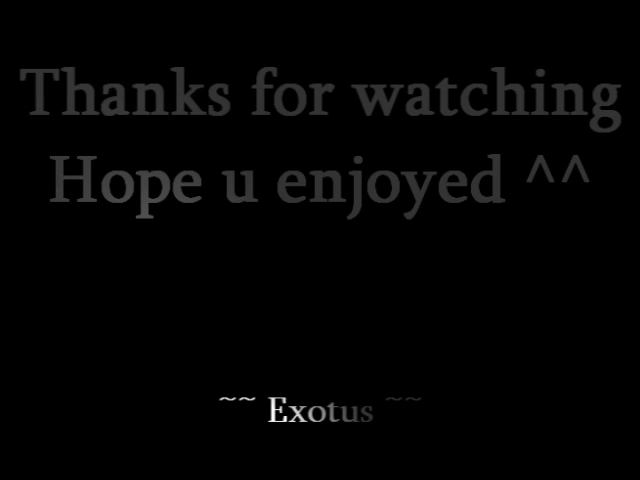 Thanks for watching
Hope u enjoyed ^^
~~ Exotus ~~